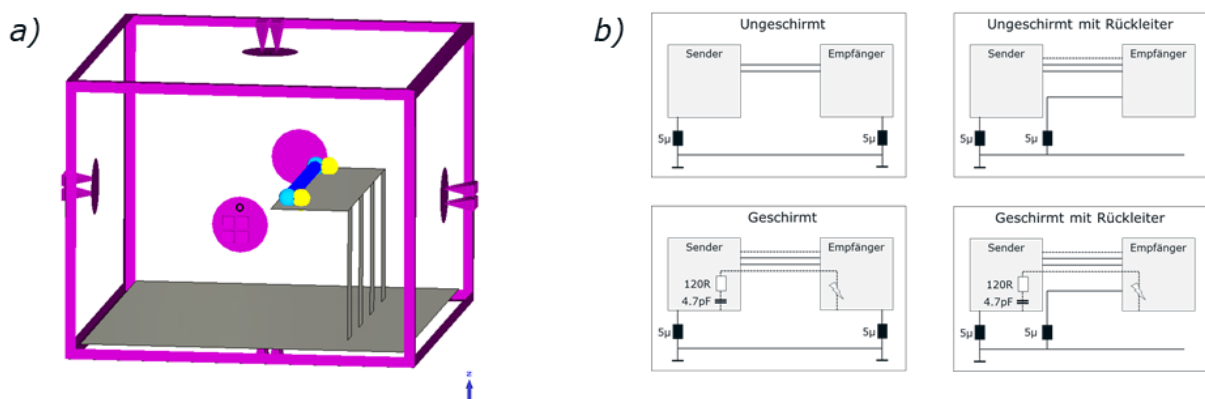 a)
z
b)
Ungeschirmt
Sender
Empfänger
5µ
5µ
Ungeschirmt mit Rückleiter
Sender
Empfänger
5µ
5µ
Geschirmt
Sender
Empfänger
120R
4.7pF
5µ
5µ
Geschirmt mit Rückleiter
Sender
Empfänger
120R
4.7pF
5µ
5µ